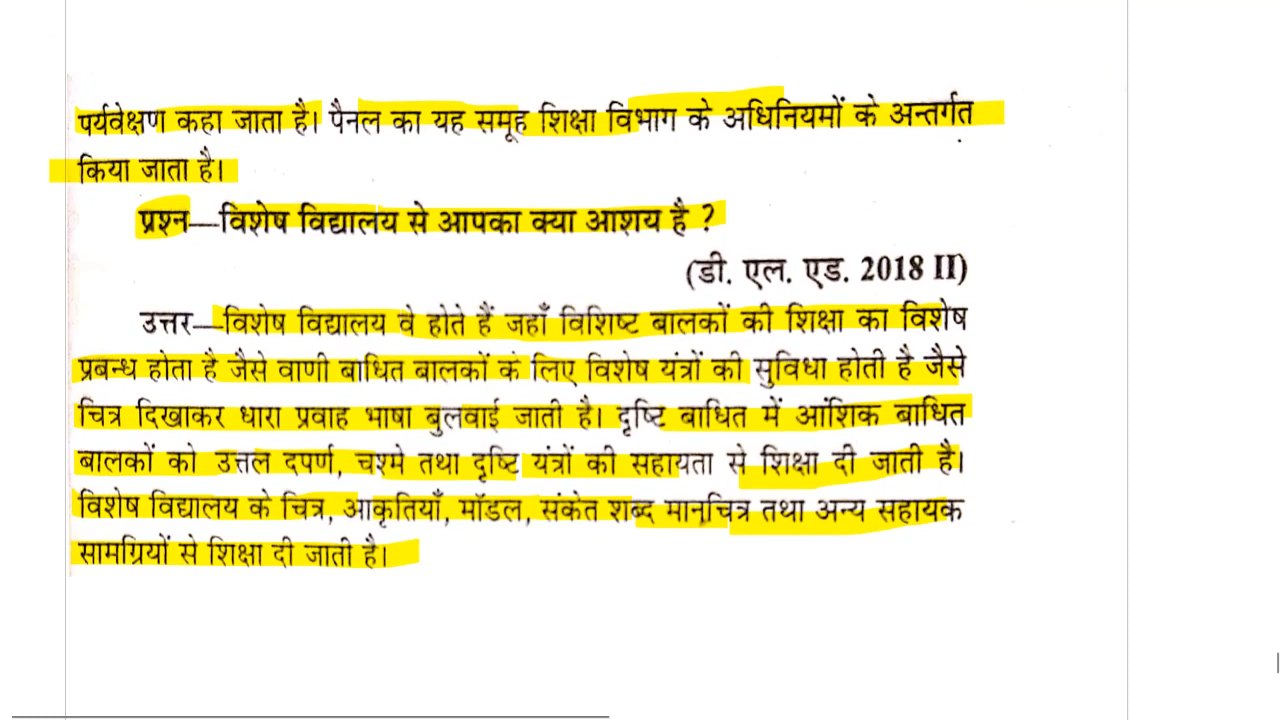 पर्यवेक्षण कहा जाता है। पैनल का यह समूह शिक्षा विभाग के अधिनियमों के अन्तर्गत
किया जाता है।
प्रश्न—विशेष विद्यालय से आपका क्या आशय है ?
(डी. एल. एड. 2018 II)
उत्तर—विशेष विद्यालय वे होते हैं जहाँ विशिष्ट बालकों की शिक्षा का विशेष
प्रबन्ध होता है जैसे वाणी बाधित बालकों के लिए विशेष यंत्रों की सुविधा होती है जैसे
चित्र दिखाकर धारा प्रवाह भाषा बुलवाई जाती है। दृष्टि बाधित में आंशिक बाधित
बालकों को उत्तल दपर्ण, चश्मे तथा दृष्टि यंत्रों की सहायता से शिक्षा दी जाती है।
विशेष विद्यालय के चित्र, आकृतियाँ, मॉडल, संकेत शब्द मानचित्र तथा अन्य सहायक
सामग्रियों से शिक्षा दी जाती है।